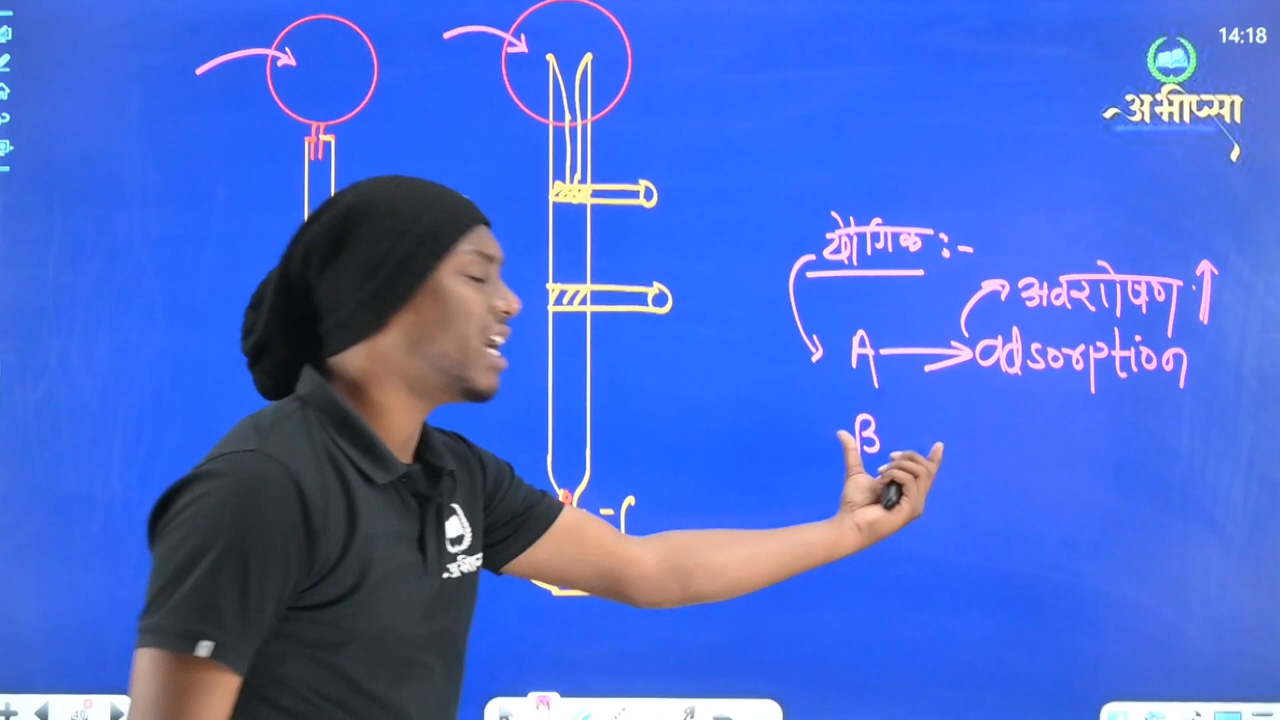 14:18
अभीप्सा
यौगिक :-
अवशोषण ↑
A → adsorption
B